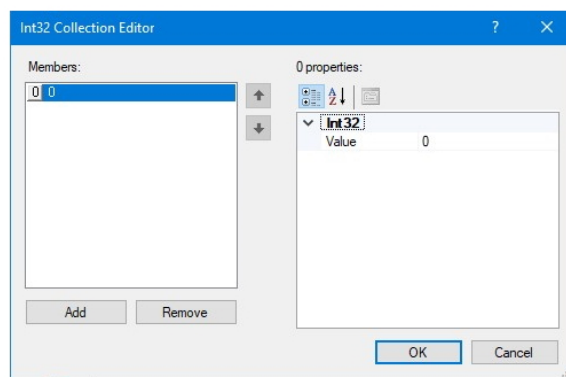 Int32 Collection Editor
?
Members:
0 0
Add
Remove
0 properties:
A
Z
Int32
Value 0
OK
Cancel